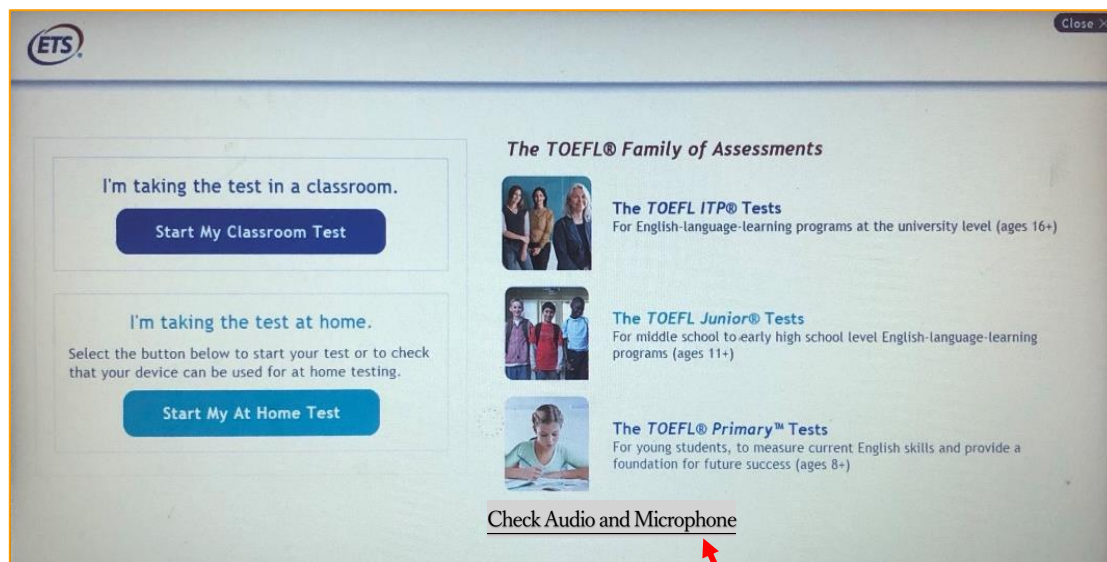 ETS®
Close X
I'm taking the test in a classroom.
Start My Classroom Test
I'm taking the test at home.
Select the button below to start your test or to check
that your device can be used for at home testing.
Start My At Home Test
The TOEFL® Family of Assessments
The TOEFL ITP® Tests
For English-language-learning programs at the university level (ages 16+)
The TOEFL Junior® Tests
For middle school to early high school level English-language-learning
programs (ages 11+)
The TOEFL® Primary™ Tests
For young students, to measure current English skills and provide a
foundation for future success (ages 8+)
Check Audio and Microphone